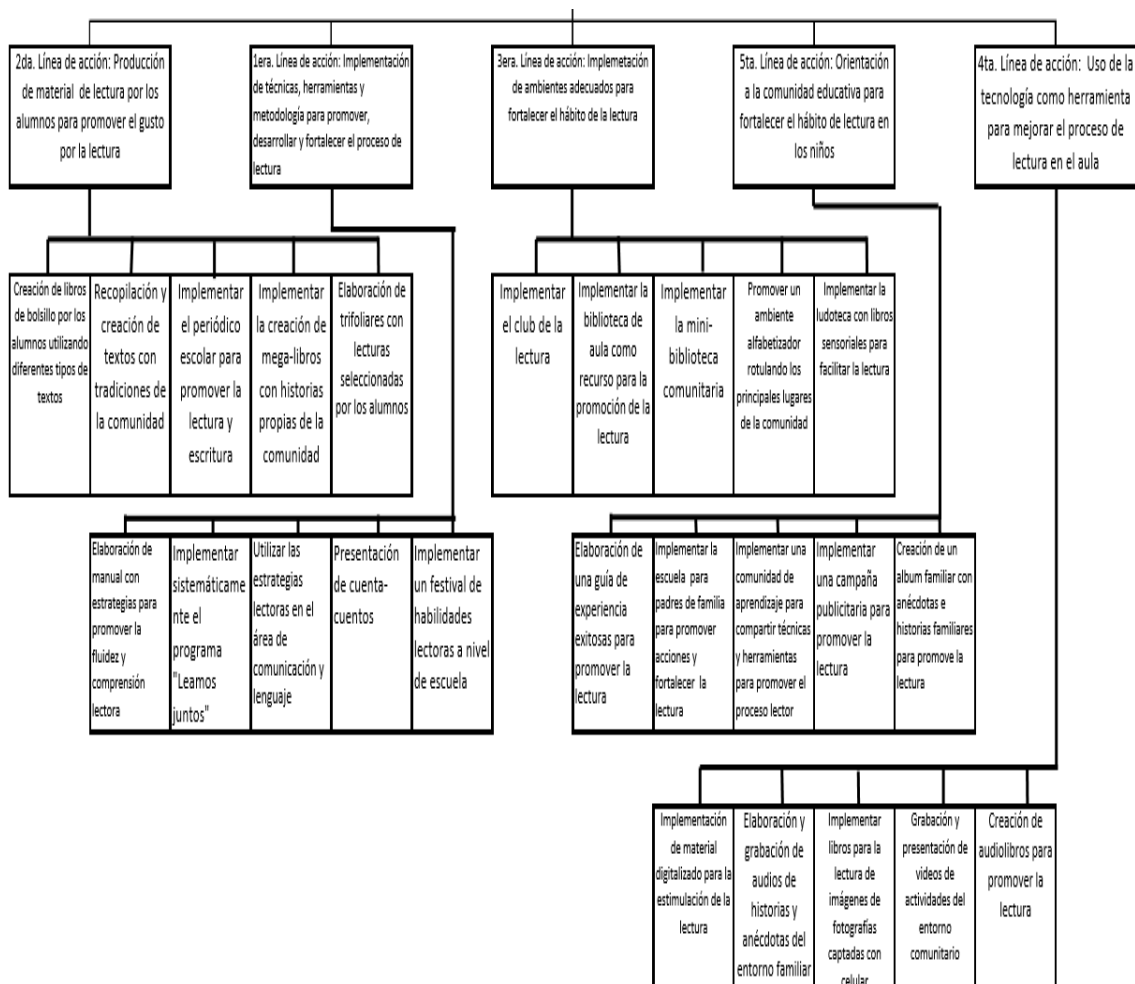 2da. Línea de acción: Producción
de material de lectura por los
alumnos para promover el gusto
por la lectura
1era. Línea de acción: Implementación
de técnicas, herramientas y
metodología para promover,
desarrollar y fortalecer el proceso de
lectura
3era. Línea de acción: Implemetación
de ambientes adecuados para
fortalecer el hábito de la lectura
5ta. Línea de acción: Orientación
a la comunidad educativa para
fortalecer el hábito de lectura en
los niños
4ta. Línea de acción: Uso de la
tecnología como herramienta
para mejorar el proceso de
lectura en el aula
Creación de libros
de bolsillo por los
alumnos utilizando
diferentes tipos de
textos
Recopilación y
creación de
textos con
tradiciones de
la comunidad
Implementar
el periódico
escolar para
promover la
lectura y
escritura
Implementar
la creación de
mega-libros
con historias
propias de la
comunidad
Elaboración de
trifoliares con
lecturas
seleccionadas
por los alumnos
Implementar
el club de la
lectura
Implementar la
biblioteca de
aula como
recurso para la
promoción de la
lectura
Implementar
la mini-
biblioteca
comunitaria
Promover un
ambiente
alfabetizador
rotulando los
principales lugares
de la comunidad
Implementar la
ludoteca con libros
sensoriales para
facilitar la lectura
Elaboración de
manual con
estrategias para
promover la
fluidez y
comprensión
lectora
Implementar
sistemáticame
nte el
programa
"Leamos
juntos"
Utilizar las
estrategias
lectoras en el
área de
comunicación y
lenguaje
Presentación
de cuenta-
cuentos
Implementar
un festival de
habilidades
lectoras a nivel
de escuela
Elaboración de
una guía de
experiencia
exitosas para
promover la
lectura
Implementar la
escuela para
padres de familia
para promover
acciones y
fortalecer la
lectura
Implementar una
comunidad de
aprendizaje para
compartir técnicas
y herramientas
para promover el
proceso lector
Implementar
una campaña
publicitaria para
promover la
lectura
Creación de un
album familiar con
anécdotas e
historias familiares
para promove la
lectura
Implementación
de material
digitalizado para la
estimulación de la
lectura
Elaboración y
grabación de
audios de
historias y
anécdotas del
entorno familiar
Implementar
libros para la
lectura de
imágenes de
fotografías
captadas con
celular
Grabación y
presentación de
videos de
actividades del
entorno
comunitario
Creación de
audiolibros para
promover la
lectura